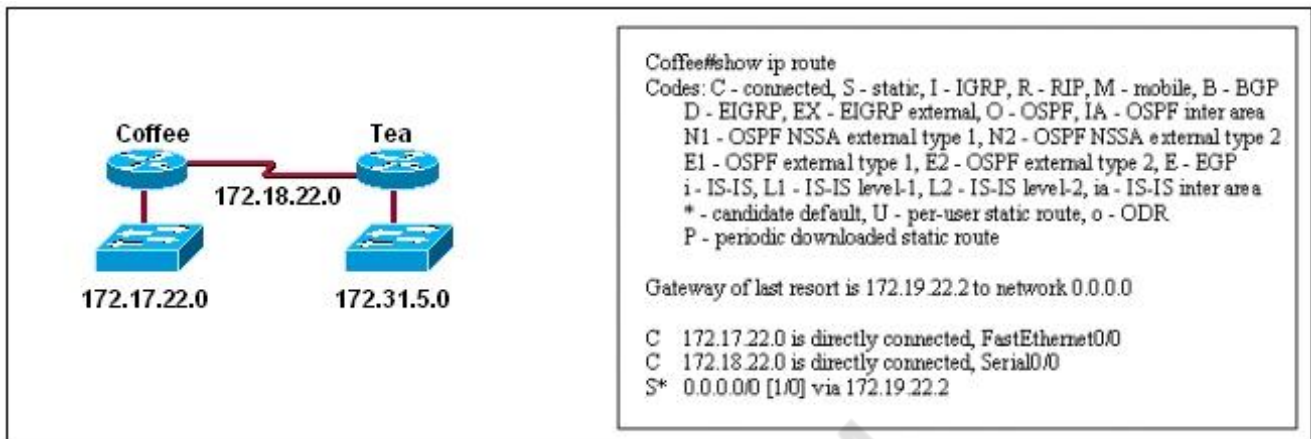 Coffee
Tea
172.18.22.0
172.17.22.0
172.31.5.0
Coffee#show ip route
Codes: C - connected, S - static, I - IGRP, R - RIP, M - mobile, B - BGP
D - EIGRP, EX - EIGRP external, O - OSPF, IA - OSPF inter area
N1 - OSPF NSSA external type 1, N2 - OSPF NSSA external type 2
E1 - OSPF external type 1, E2 - OSPF external type 2, E - EGP
i - IS-IS, L1 - IS-IS level-1, L2 - IS-IS level-2, ia - IS-IS inter area
* - candidate default, U - per-user static route, o - ODR
P - periodic downloaded static route
Gateway of last resort is 172.19.22.2 to network 0.0.0.0
C 172.17.22.0 is directly connected, FastEthernet0/0
C 172.18.22.0 is directly connected, Serial0/0
S* 0.0.0.0/0 [1/0] via 172.19.22.2